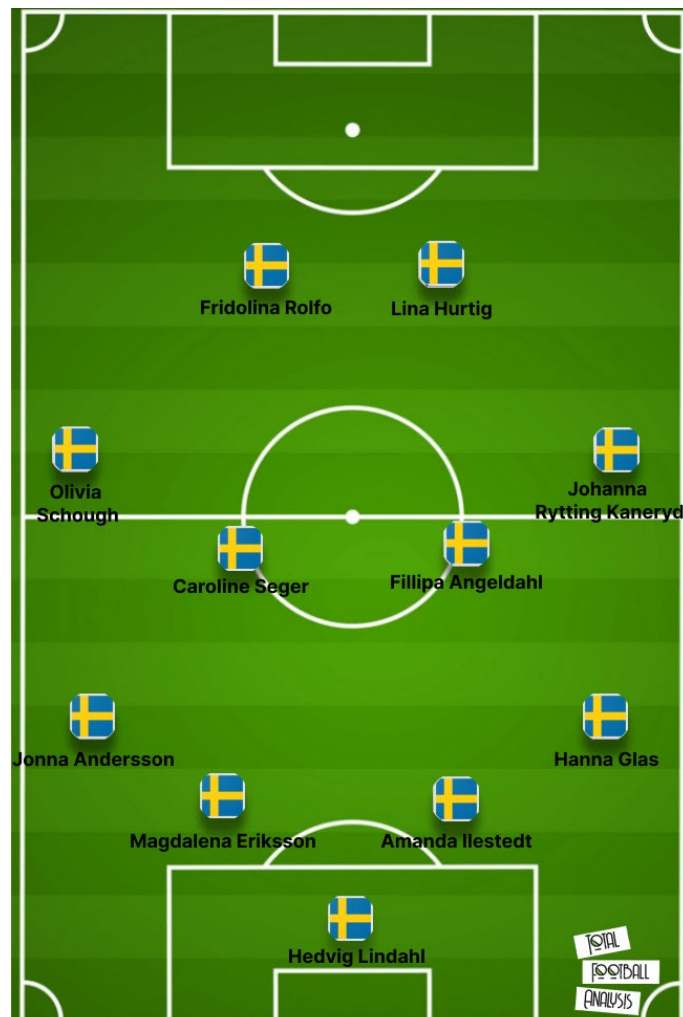 Fridolina Rolfo
Lina Hurtig
Olivia
Schough
Johanna
Rytting Kaneryd
Caroline Seger
Fillipa Angeldahl
Jonna Andersson
Hanna Glas
Magdalena Eriksson
Amanda Ilestedt
Hedvig Lindahl
TOTAL
FOOTBALL
ANALYSIS